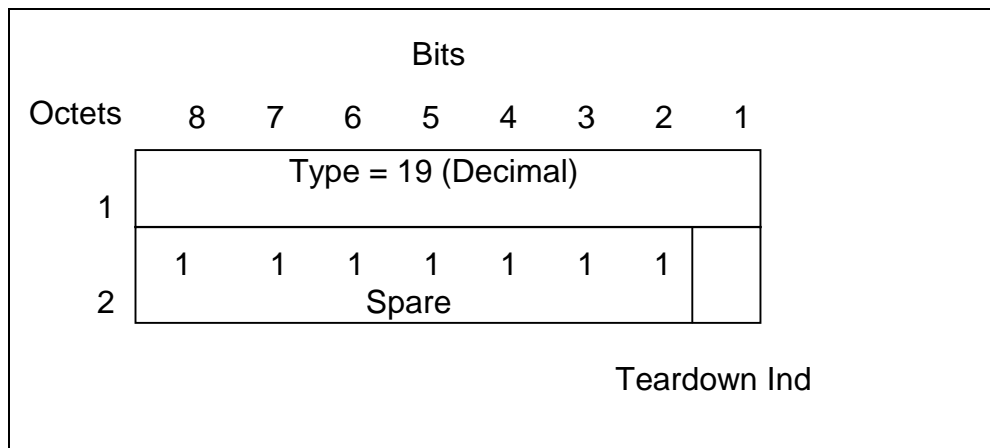 Bits
Octets 8 7 6 5 4 3 2 1
Type = 19 (Decimal)
1
1 1 1 1 1 1 1
2 Spare
Teardown Ind